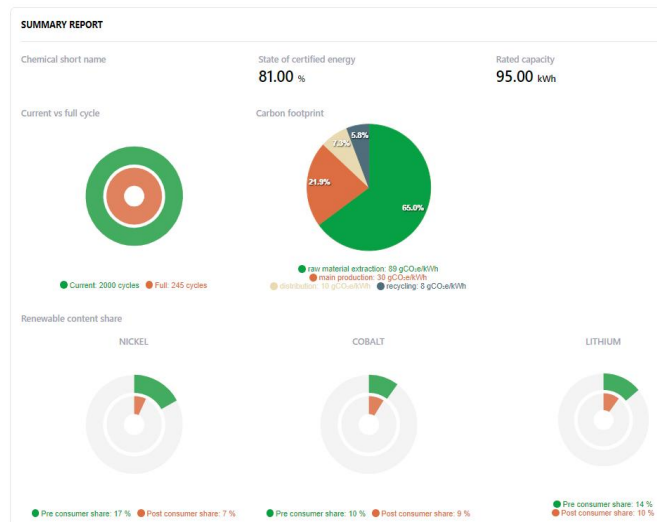 SUMMARY REPORT
Chemical short name
State of certified energy
81.00 %
Rated capacity
95.00 kWh
Current vs full cycle
Carbon footprint
5.8%
7.3%
21.9%
65.0%
Current: 2000 cycles Full: 245 cycles
raw material extraction: 89 gCO₂e/kWh
main production: 30 gCO₂e/kWh
distribution: 10 gCO₂e/kWh recycling: 8 gCO₂e/kWh
Renewable content share
NICKEL
COBALT
LITHIUM
Pre consumer share: 17 % Post consumer share: 7 %
Pre consumer share: 10 % Post consumer share: 9 %
Pre consumer share: 14 %
Post consumer share: 10 %